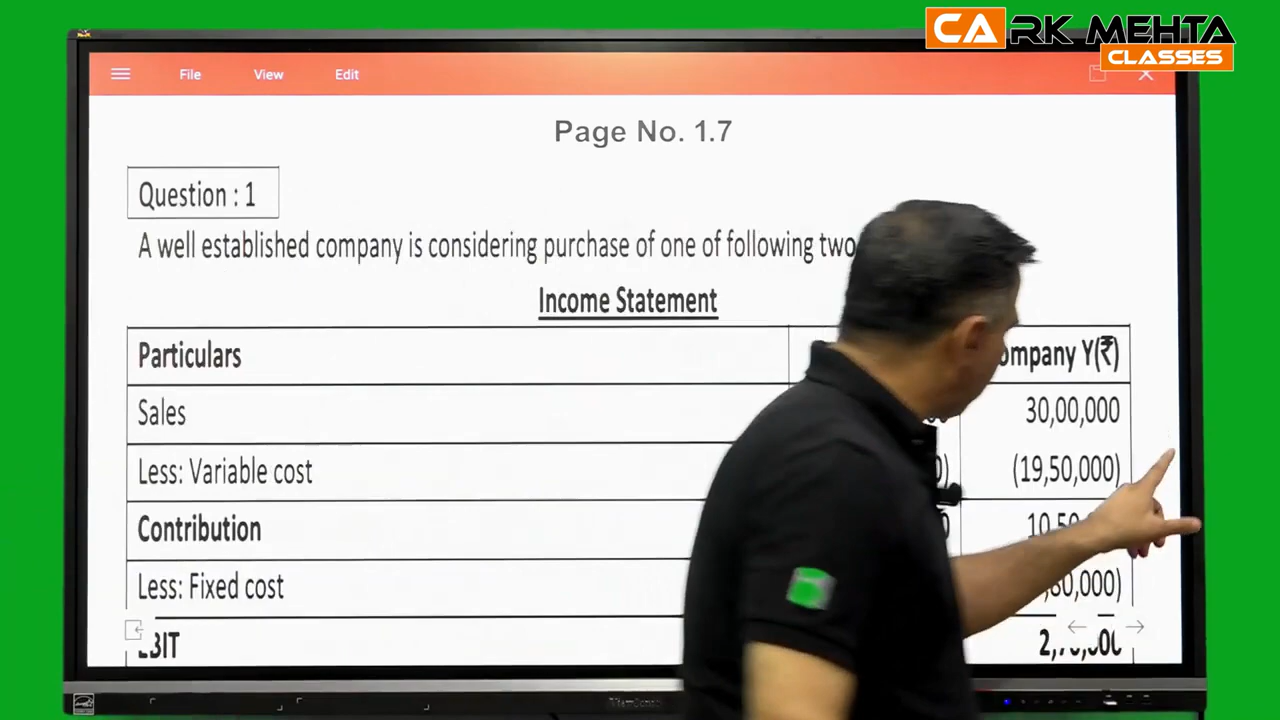 CA RK MEHTA
CLASSES
File View Edit
Page No. 1.7
Question : 1
A well established company is considering purchase of one of following two
Income Statement
Particulars Y(₹)
Sales 30,00,000
Less: Variable cost (19,50,000)
Contribution
Less: Fixed cost